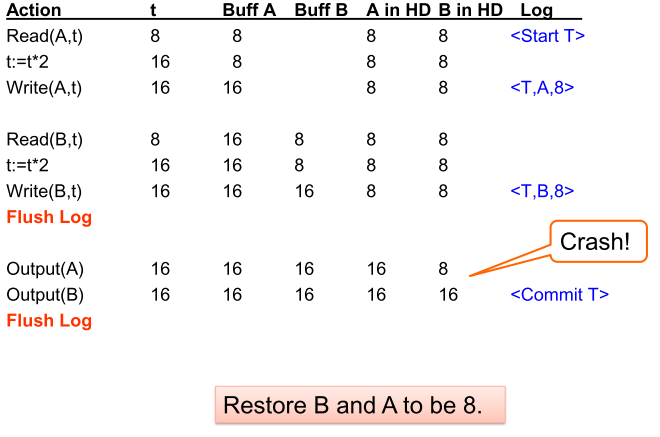 Action t Buff A Buff B A in HD B in HD Log
Read(A,t) 8 8 8 8 <Start T>
t:=t*2 16 8 8 8
Write(A,t) 16 16 8 8 <T,A,8>
Read(B,t) 8 16 8 8 8
t:=t*2 16 16 8 8 8
Write(B,t) 16 16 16 8 8 <T,B,8>
Flush Log
Crash!
Output(A) 16 16 16 16 8
Output(B) 16 16 16 16 16 <Commit T>
Flush Log
Restore B and A to be 8.